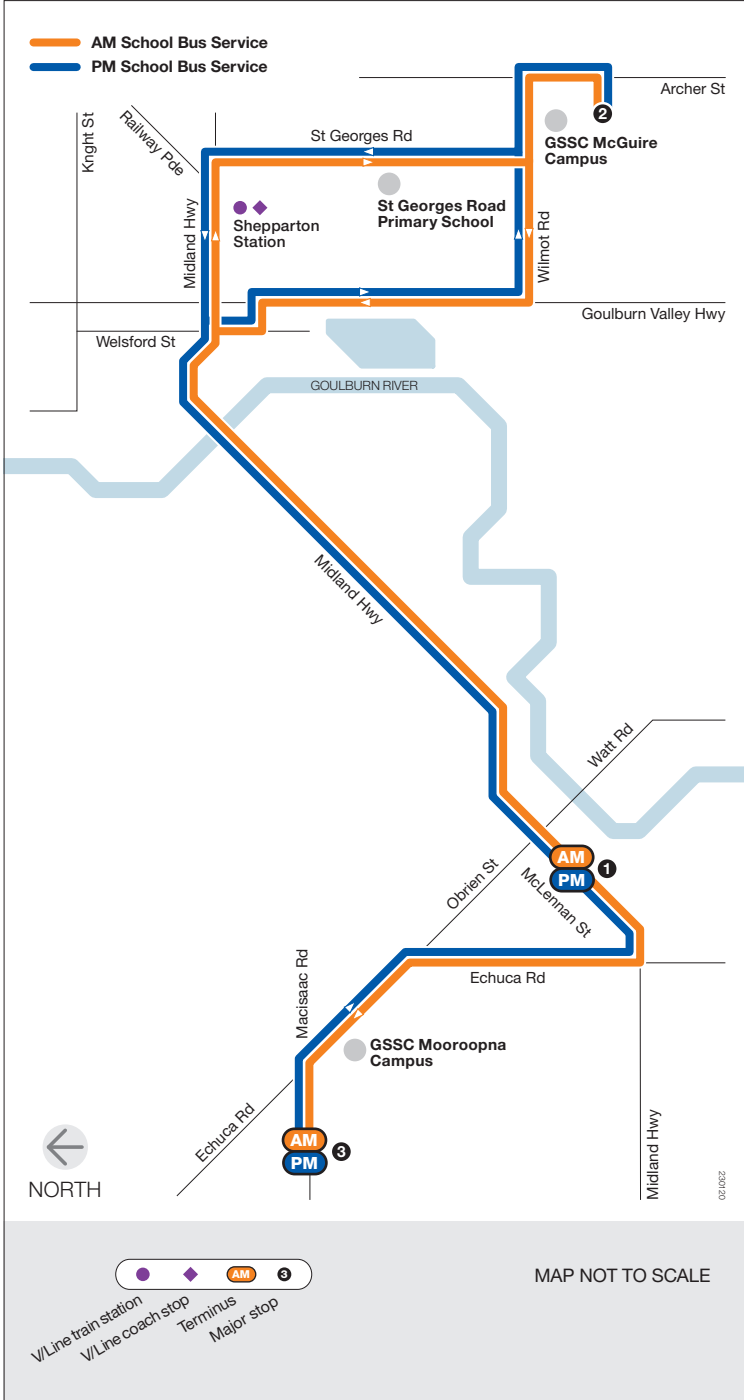 AM School Bus Service
PM School Bus Service
Archer St
Knght St
Railway Pde
St Georges Rd
2
GSSC McGuire
Campus
St Georges Road
Primary School
Midland Hwy
Shepparton
Station
Wilmot Rd
Goulburn Valley Hwy
Welsford St
GOULBURN RIVER
Midland Hwy
Watt Rd
AM
PM
1
Obrien St
McLennan St
Macisaac Rd
Echuca Rd
GSSC Mooroopna
Campus
Echuca Rd
AM
PM
3
Midland Hwy
NORTH
230120
AM
3
V/Line train station
V/Line coach stop
Terminus
Major stop
MAP NOT TO SCALE